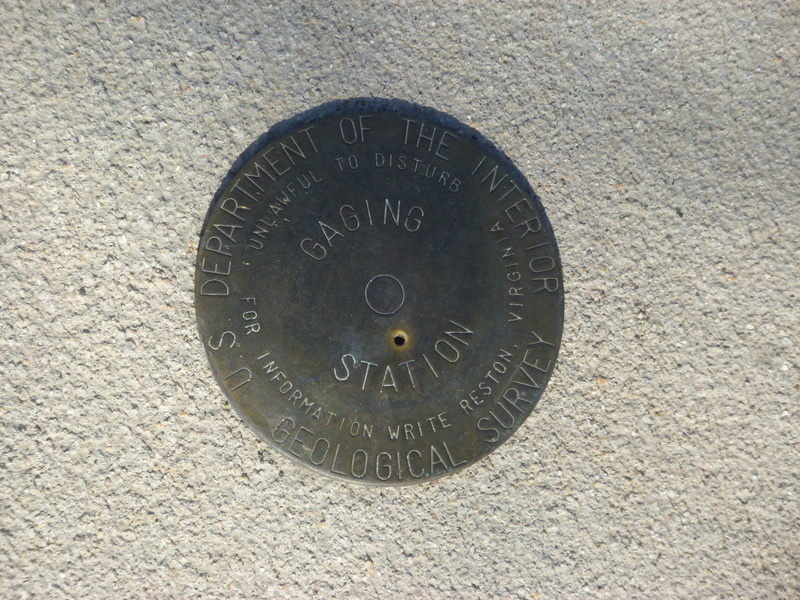 U.S. DEPARTMENT OF THE INTERIOR
GEOLOGICAL SURVEY
UNLAWFUL TO DISTURB
FOR INFORMATION WRITE RESTON, VIRGINIA
GAGING
STATION